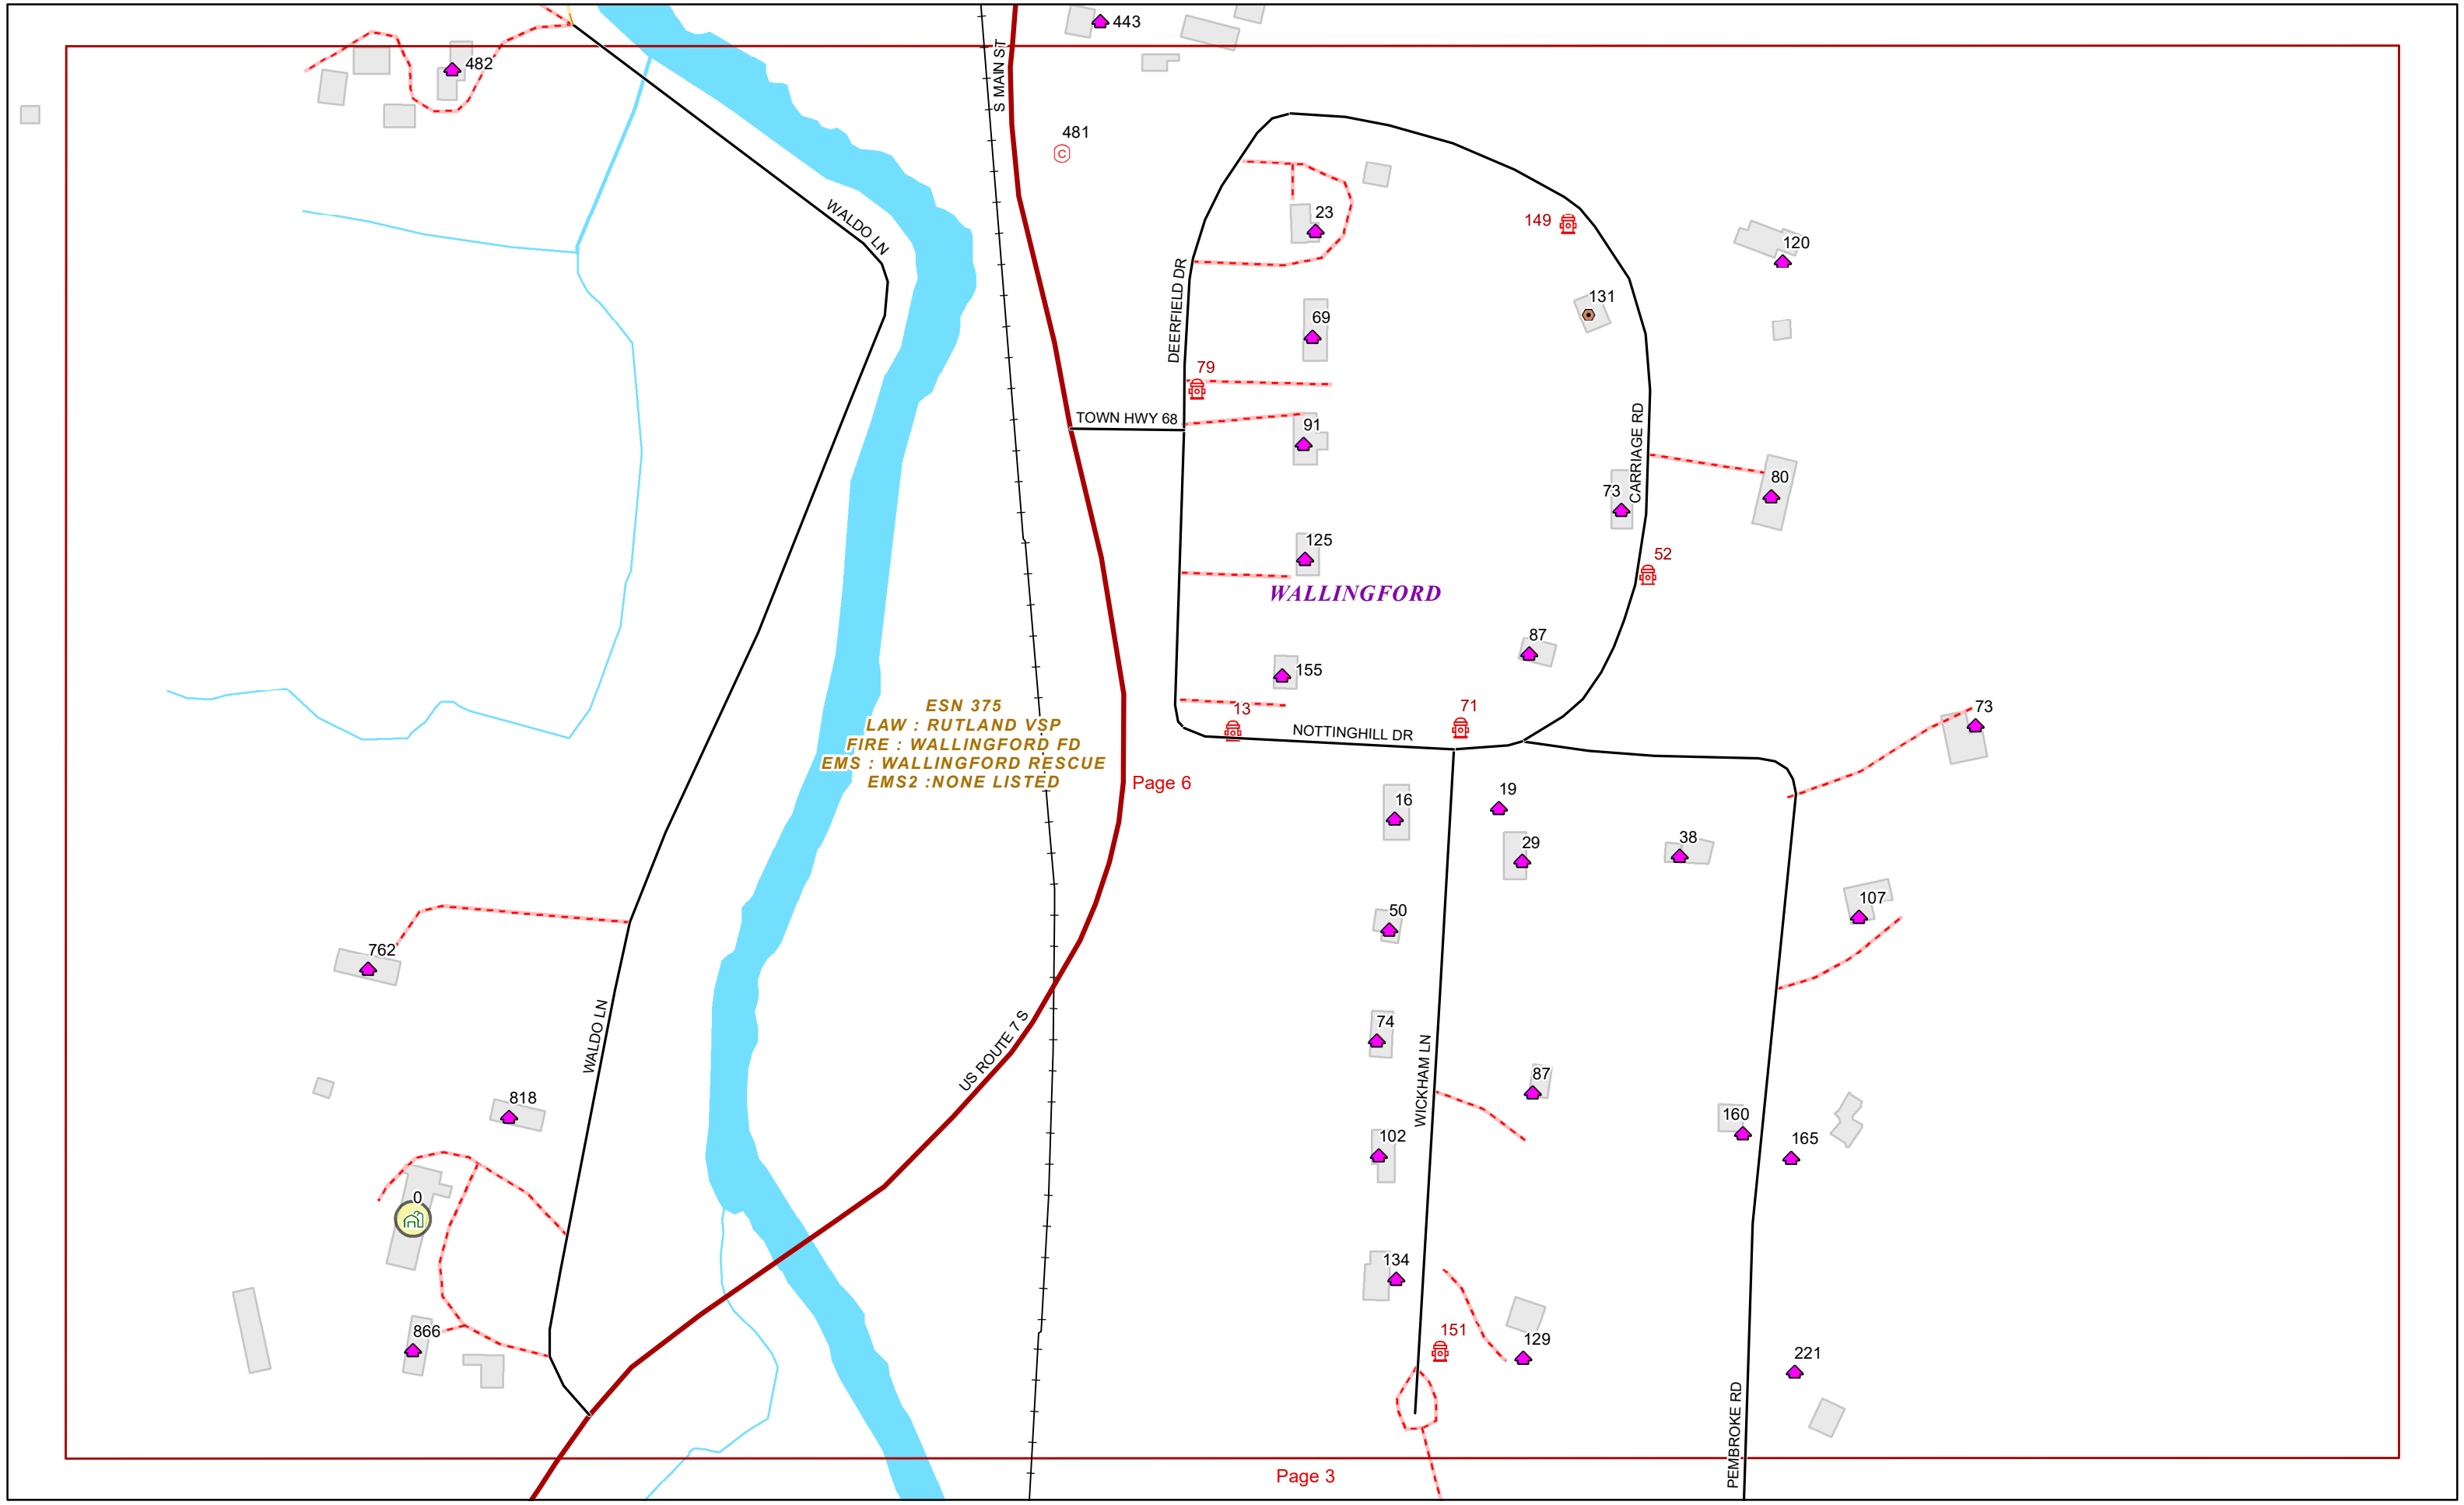 443
S MAIN ST
482
481
WALDO LN
23
149
120
DEERFIELD DR
131
69
79
TOWN HWY 68
91
CARRIAGE RD
80
73
125
52
WALLINGFORD
87
155
ESN 375
LAW : RUTLAND VSP
FIRE : WALLINGFORD FD
EMS : WALLINGFORD RESCUE
EMS2 :NONE LISTED
13
71
73
NOTTINGHILL DR
Page 6
16
19
29
38
107
50
762
WALDO LN
US ROUTE 7 S
74
WICKHAM LN
87
818
160
102
165
0
134
866
151
129
221
PEMBROKE RD
Page 3
C